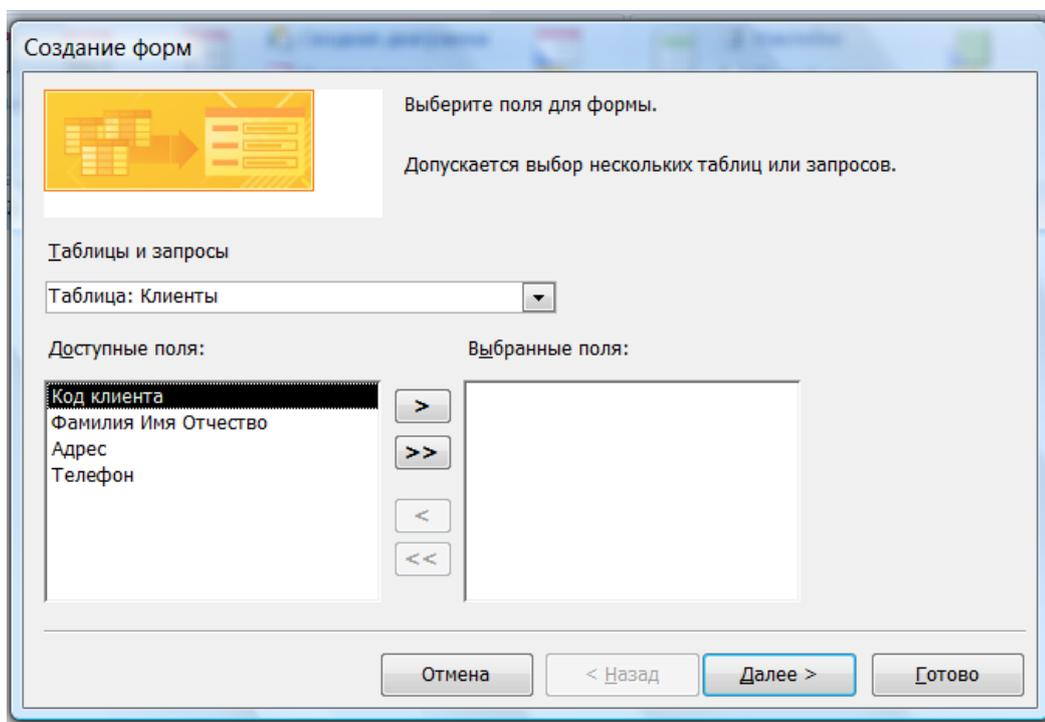 Создание форм
Выберите поля для формы.
Допускается выбор нескольких таблиц или запросов.
Таблицы и запросы
Таблица: Клиенты
Доступные поля:
Выбранные поля:
Код клиента
Фамилия Имя Отчество
Адрес
Телефон
>
>>
<
<<
Отмена
< Назад
Далее >
Готово